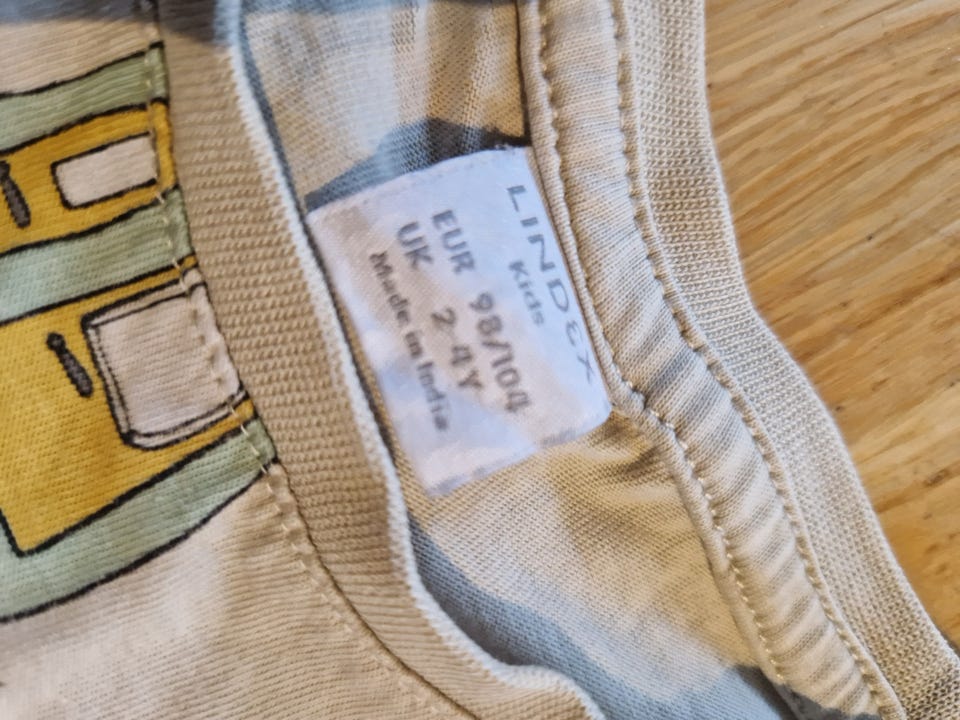 LINDEX
Kids
EUR 98/104
UK 2-4Y
Made in India